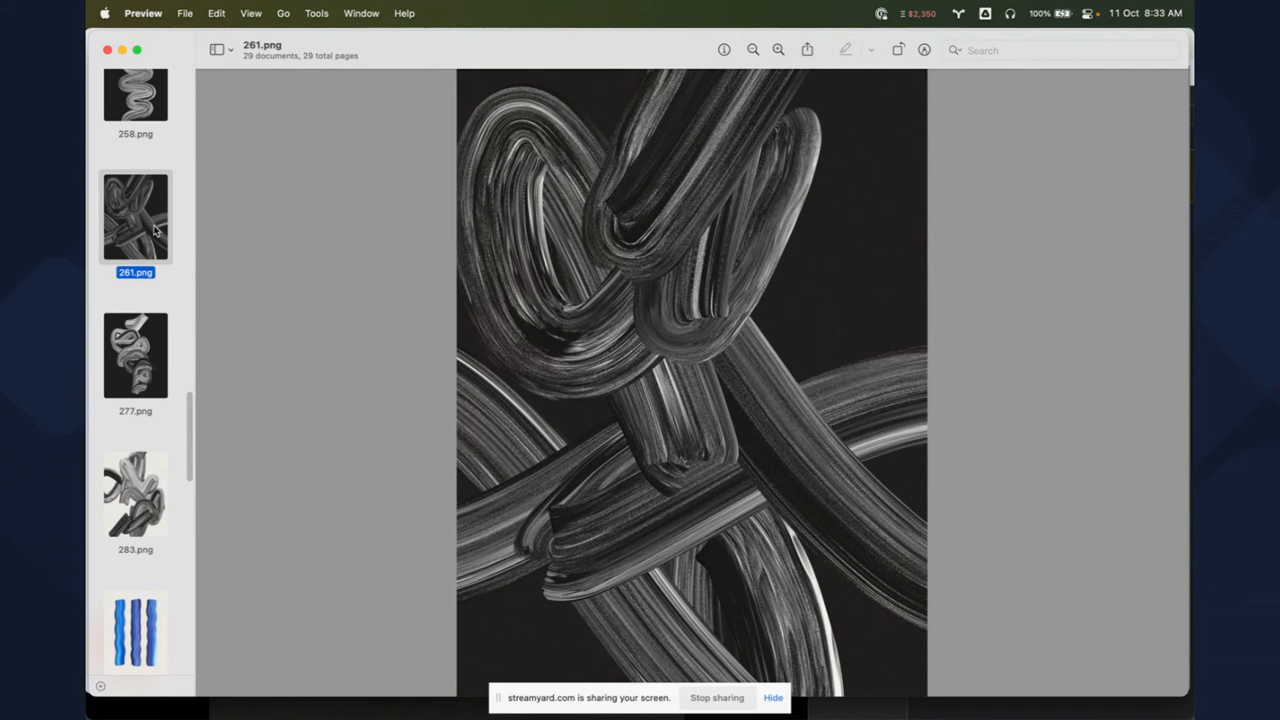 Preview File Edit View Go Tools Window Help
Ξ $2,350 100% 11 Oct 8:33 AM
261.png
29 documents, 29 total pages
Search
258.png
261.png
277.png
283.png
streamyard.com is sharing your screen. Stop sharing Hide